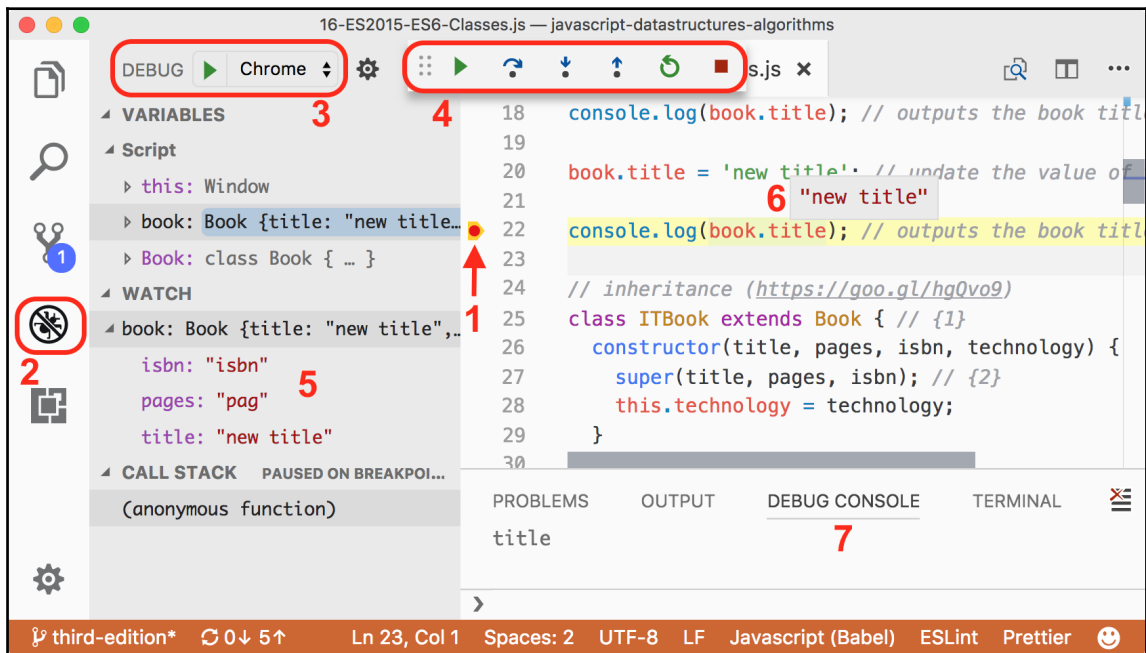 16-ES2015-ES6-Classes.js — javascript-datastructures-algorithms
DEBUG Chrome
3
4
s.js
VARIABLES
Script
this: Window
book: Book {title: "new title…
Book: class Book { … }
WATCH
book: Book {title: "new title",…
isbn: "isbn"
pages: "pag"
title: "new title"
5
CALL STACK PAUSED ON BREAKPOI…
(anonymous function)
1
2
1
18 console.log(book.title); // outputs the book titl
19
20 book.title = 'new title'; // update the value of
21
6 "new title"
22 console.log(book.title); // outputs the book titl
23
24 // inheritance (https://goo.gl/hgQvo9)
25 class ITBook extends Book { // {1}
26 constructor(title, pages, isbn, technology) {
27 super(title, pages, isbn); // {2}
28 this.technology = technology;
29 }
30
PROBLEMS OUTPUT DEBUG CONSOLE TERMINAL
7
title
third-edition* 0↓ 5↑ Ln 23, Col 1 Spaces: 2 UTF-8 LF Javascript (Babel) ESLint Prettier